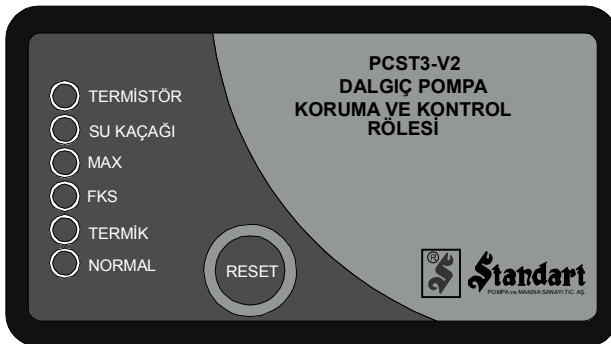 PCST3-V2
DALGIÇ POMPA
KORUMA VE KONTROL
RÖLESİ
TERMİSTÖR
SU KAÇAĞI
MAX
FKS
TERMİK
NORMAL
RESET
®
Standart
POMPA ve MAKİNA SANAYİ TİC. AŞ.